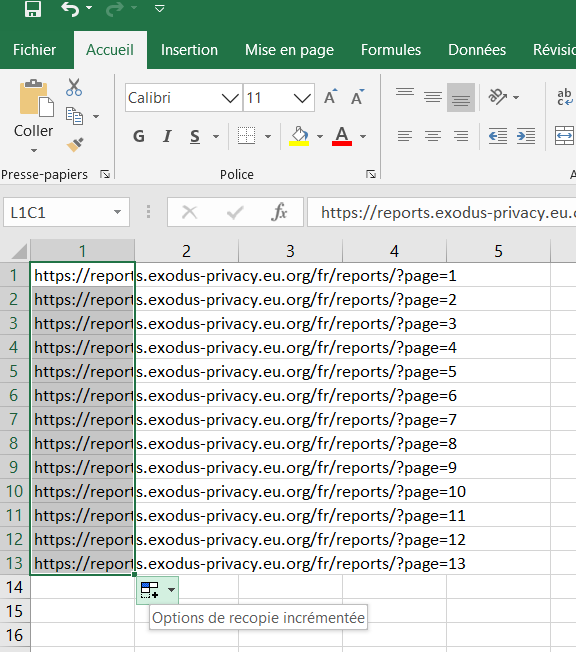 Fichier Accueil Insertion Mise en page Formules Données Révisio
Coller
Calibri 11
ab
c
G I S A
Presse-papiers Police
L1C1 fx https://reports.exodus-privacy.eu.
1 2 3 4 5
1 https://reports.exodus-privacy.eu.org/fr/reports/?page=1
2 https://reports.exodus-privacy.eu.org/fr/reports/?page=2
3 https://reports.exodus-privacy.eu.org/fr/reports/?page=3
4 https://reports.exodus-privacy.eu.org/fr/reports/?page=4
5 https://reports.exodus-privacy.eu.org/fr/reports/?page=5
6 https://reports.exodus-privacy.eu.org/fr/reports/?page=6
7 https://reports.exodus-privacy.eu.org/fr/reports/?page=7
8 https://reports.exodus-privacy.eu.org/fr/reports/?page=8
9 https://reports.exodus-privacy.eu.org/fr/reports/?page=9
10 https://reports.exodus-privacy.eu.org/fr/reports/?page=10
11 https://reports.exodus-privacy.eu.org/fr/reports/?page=11
12 https://reports.exodus-privacy.eu.org/fr/reports/?page=12
13 https://reports.exodus-privacy.eu.org/fr/reports/?page=13
14
15 Options de recopie incrémentée
16